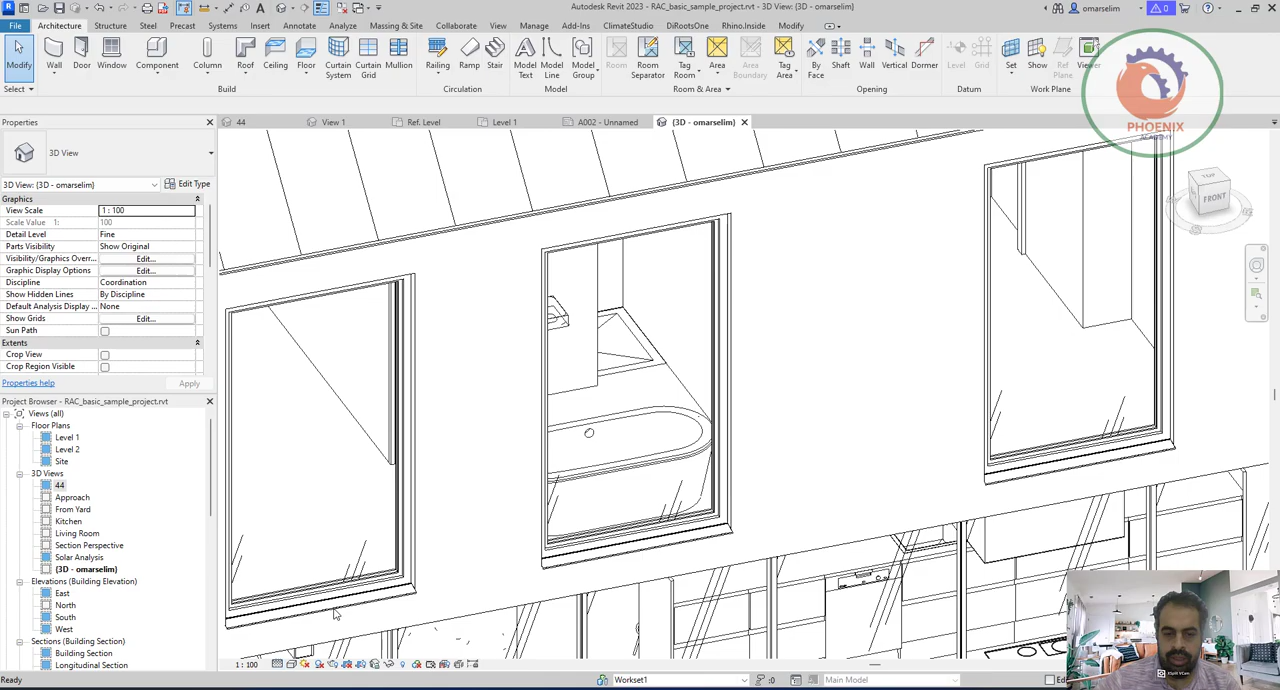 Autodesk Revit 2023 - RAC_basic_sample_project.rvt - 3D View: {3D - omarselim}
omarselim
0
File Architecture Structure Steel Precast Systems Insert Annotate Analyze Massing & Site Collaborate View Manage Add-Ins ClimateStudio DiRootsOne Rhino.Inside Modify
Modify Wall Door Window Component Column Roof Ceiling Floor Curtain System Curtain Grid Mullion Railing Ramp Stair Model Text Model Line Model Group Room Room Separator Tag Room Area Area Boundary Tag Area By Face Shaft Wall Vertical Dormer Level Grid Set Show Ref Plane Viewer
Select Build Circulation Model Room & Area Opening Datum Work Plane
PHOENIX
ACADEMY
Properties
44 View 1 Ref. Level Level 1 A002 - Unnamed {3D - omarselim}
3D View
3D View: {3D - omarselim} Edit Type
Graphics
View Scale 1 : 100
Scale Value 1: 100
Detail Level Fine
Parts Visibility Show Original
Visibility/Graphics Overr... Edit...
Graphic Display Options Edit...
Discipline Coordination
Show Hidden Lines By Discipline
Default Analysis Display ... None
Show Grids Edit...
Sun Path
Extents
Crop View
Crop Region Visible
Properties help Apply
Project Browser - RAC_basic_sample_project.rvt
Views (all)
Floor Plans
Level 1
Level 2
Site
3D Views
44
Approach
From Yard
Kitchen
Living Room
Section Perspective
Solar Analysis
{3D - omarselim}
Elevations (Building Elevation)
East
North
South
West
Sections (Building Section)
Building Section
Longitudinal Section
TOP
FRONT
1 : 100
Ready
Workset1
:0
Main Model
XSplit VCam